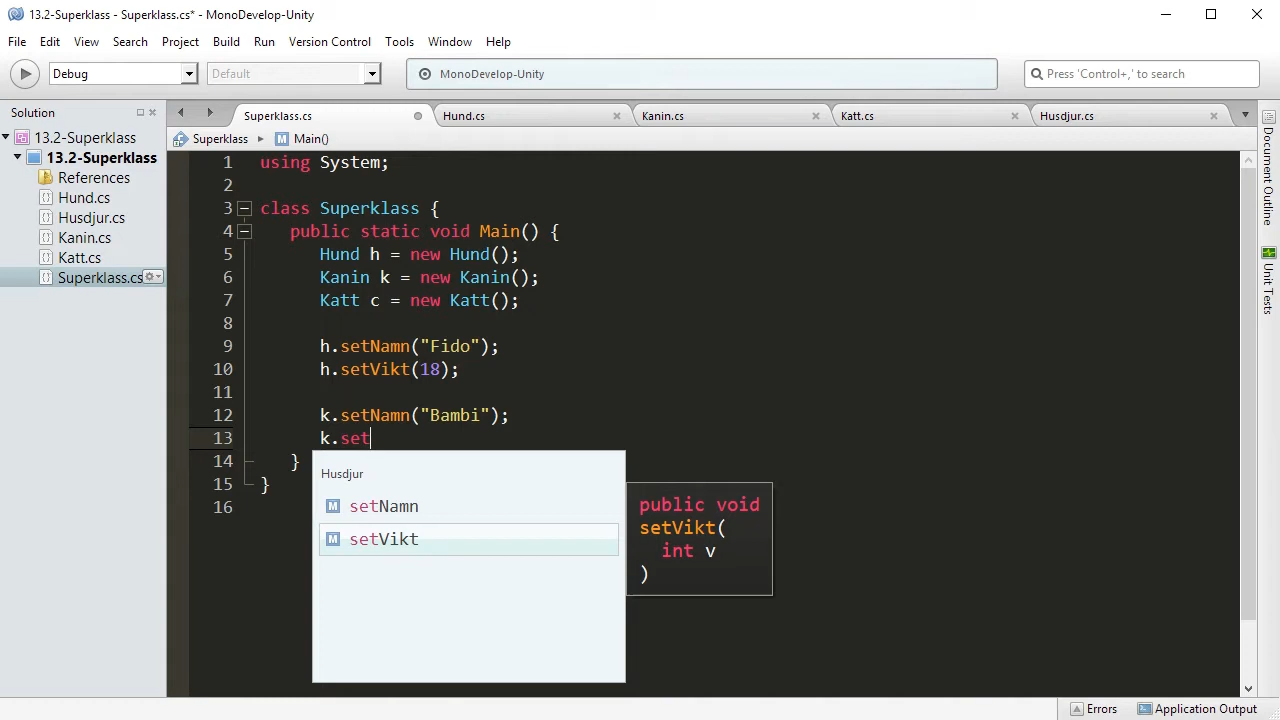 13.2-Superklass - Superklass.cs* - MonoDevelop-Unity
File Edit View Search Project Build Run Version Control Tools Window Help
Debug Default MonoDevelop-Unity Press 'Control+,' to search
Solution
Superklass.cs Hund.cs Kanin.cs Katt.cs Husdjur.cs
Superklass Main()
13.2-Superklass
13.2-Superklass
References
Hund.cs
Husdjur.cs
Kanin.cs
Katt.cs
Superklass.cs
1 using System;
2
3 class Superklass {
4 public static void Main() {
5 Hund h = new Hund();
6 Kanin k = new Kanin();
7 Katt c = new Katt();
8
9 h.setNamn("Fido");
10 h.setVikt(18);
11
12 k.setNamn("Bambi");
13 k.set
14 }
15 }
16
Husdjur
setNamn
setVikt
public void
setVikt(
int v
)
Document Outline
Unit Tests
Errors Application Output